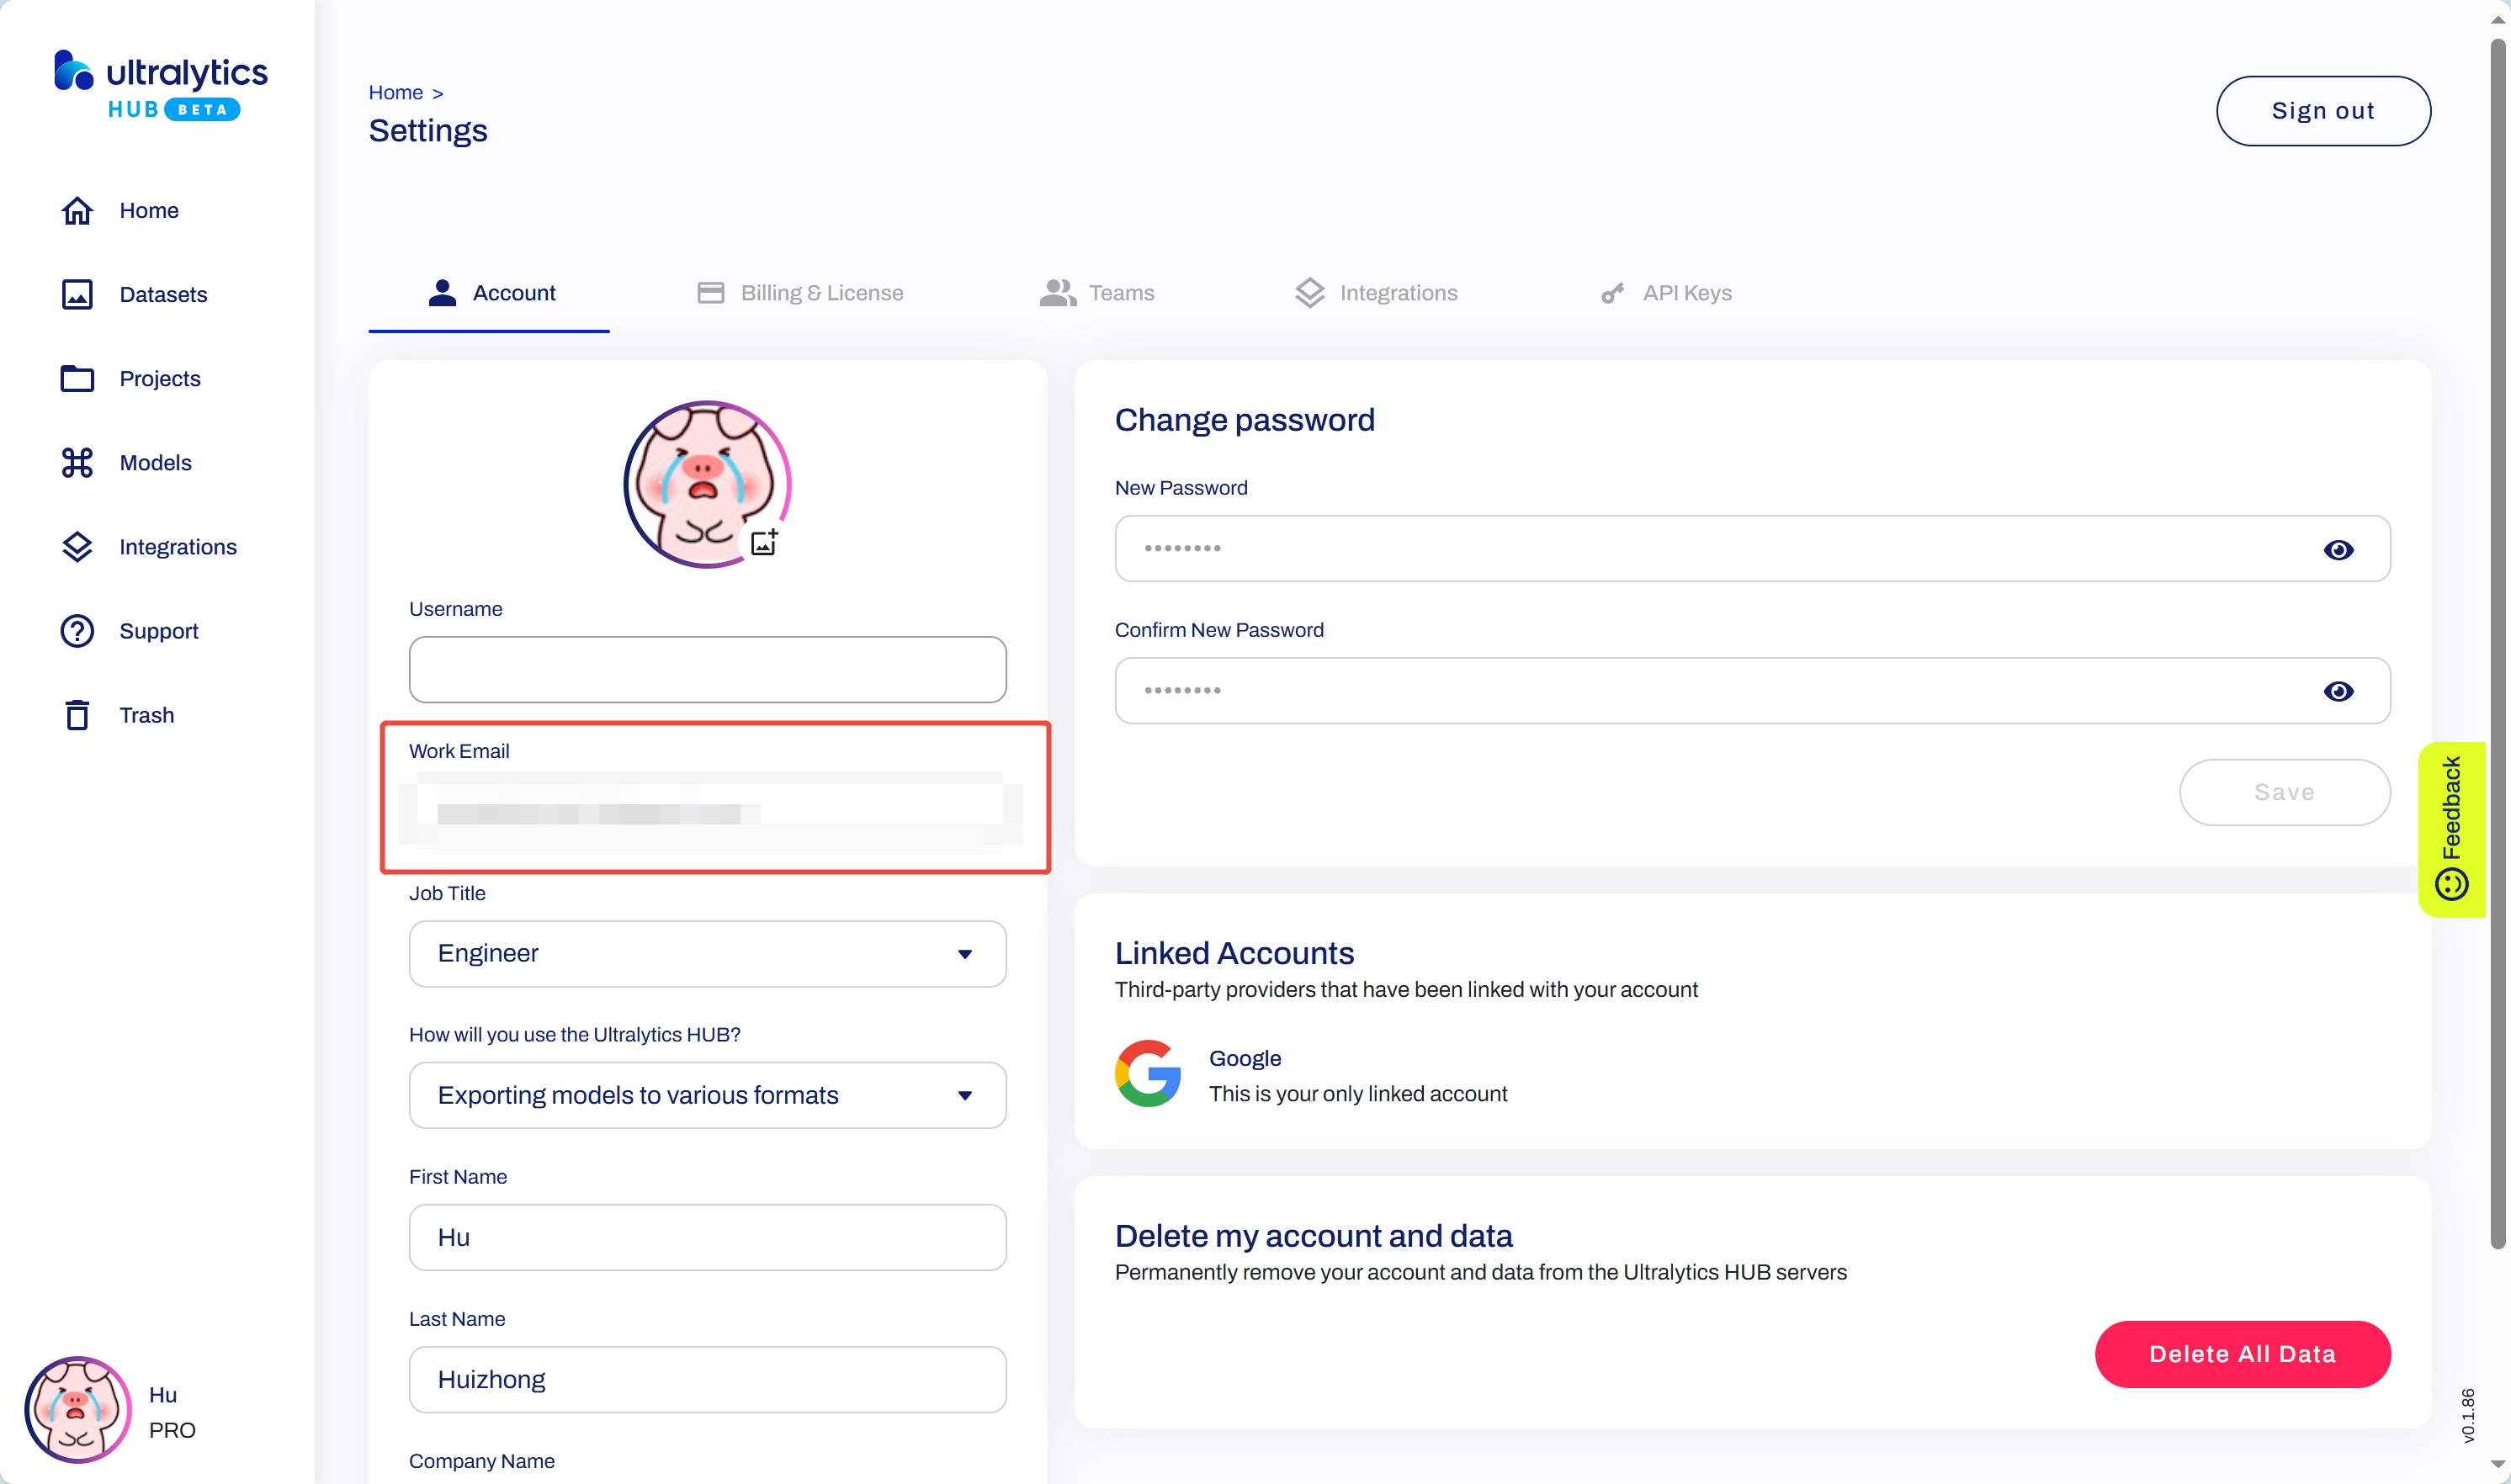 ultralytics
HUB BETA
Home
Datasets
Projects
Models
Integrations
Support
Trash
Hu
PRO
Home >
Settings
Sign out
Account
Billing & License
Teams
Integrations
API Keys
Username
Work Email
Job Title
Engineer
How will you use the Ultralytics HUB?
Exporting models to various formats
First Name
Hu
Last Name
Huizhong
Company Name
Change password
New Password
••••••••
Confirm New Password
••••••••
Save
Linked Accounts
Third-party providers that have been linked with your account
Google
This is your only linked account
Delete my account and data
Permanently remove your account and data from the Ultralytics HUB servers
Delete All Data
Feedback
v0.1.86